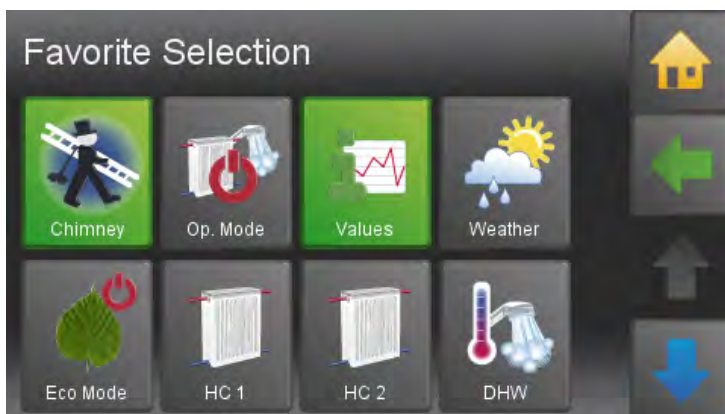 Favorite Selection
Chimney Op. Mode Values Weather
Eco Mode HC 1 HC 2 DHW